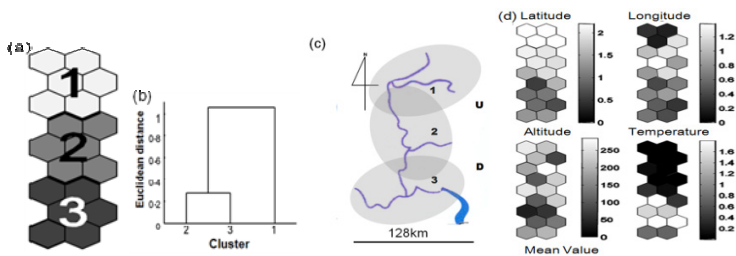 (a)
1
2
3
(b)
Euclidean distance
1
0·8
0·6
0·4
0·2
0
2 3 1
Cluster
(c)
N
1
U
2
D
3
128km
(d)
Latitude
2
1.5
1
0.5
0
Longitude
1.2
1
0.8
0.6
0.4
0.2
Altitude
250
200
150
100
50
Temperature
1.6
1.4
1.2
1
0.8
0.6
0.4
0.2
Mean Value